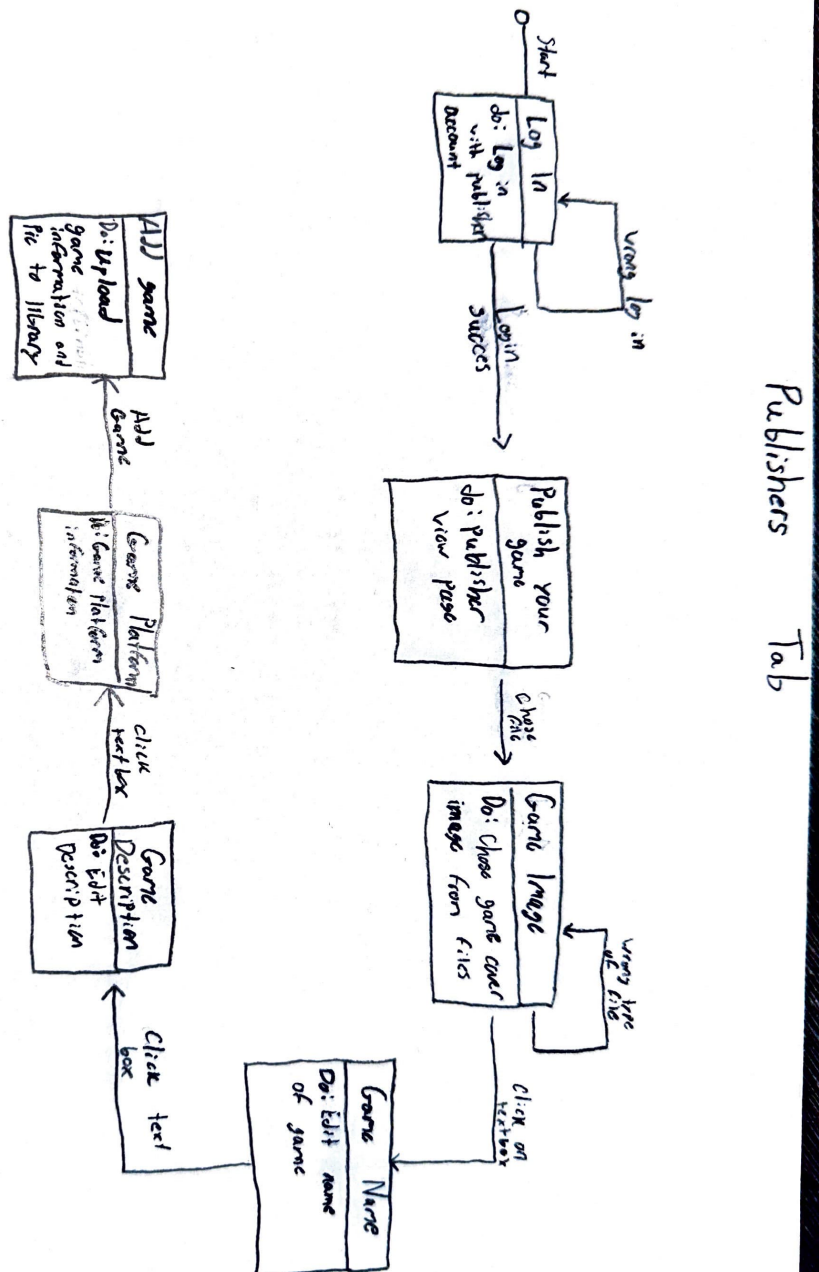 Publishers Tab
Start
Log In
do: Log in
with publisher
account
wrong log in
Login
succes
Publish your
game
do: publisher
view page
chose
file
Game Image
Do: Chose game cover
image from files
wrong type
of file
Click on
textbox
Game Name
Do: Edit name
of game
Click text
box
Game
Description
Do: Edit
Description
Click
textbox
Game Platform
do: Game Platform
information
Add
Game
Add game
Do: Upload
game
information and
Pic to library